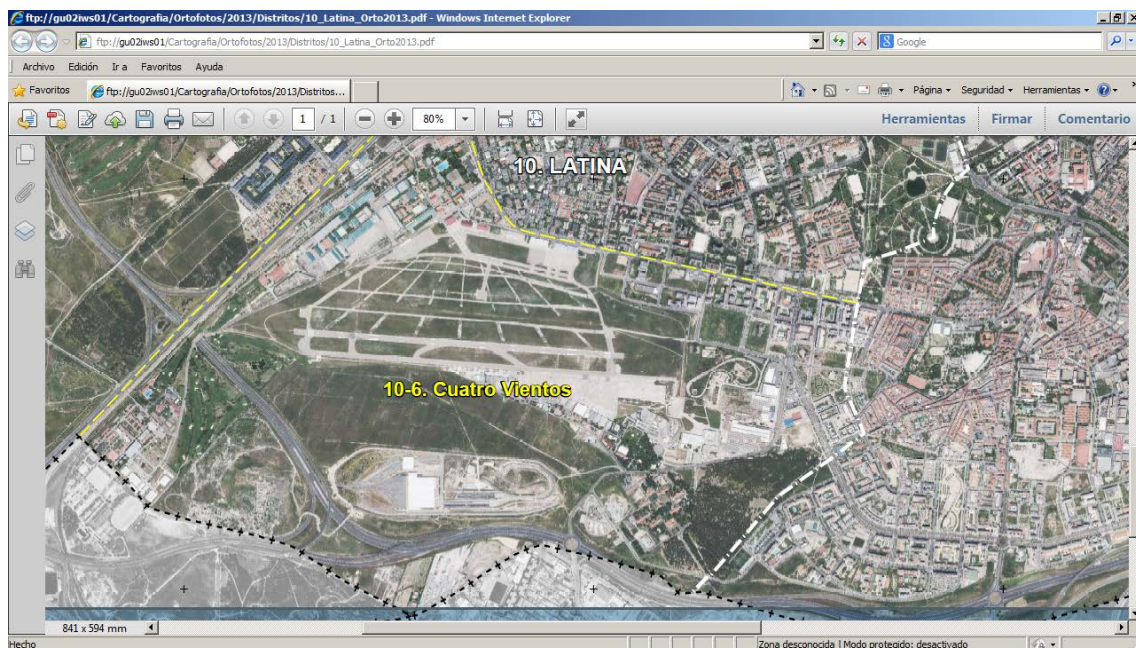 ftp://gu02iws01/Cartografia/Ortofotos/2013/Distritos/10_Latina_Orto2013.pdf - Windows Internet Explorer
ftp://gu02iws01/Cartografia/Ortofotos/2013/Distritos/10_Latina_Orto2013.pdf
Google
Archivo Edición Ir a Favoritos Ayuda
Favoritos ftp://gu02iws01/Cartografia/Ortofotos/2013/Distritos... Página Seguridad Herramientas
1 / 1 80% Herramientas Firmar Comentario
10. LATINA
10-6. Cuatro Vientos
841 x 594 mm
Hecho Zona desconocida | Modo protegido: desactivado